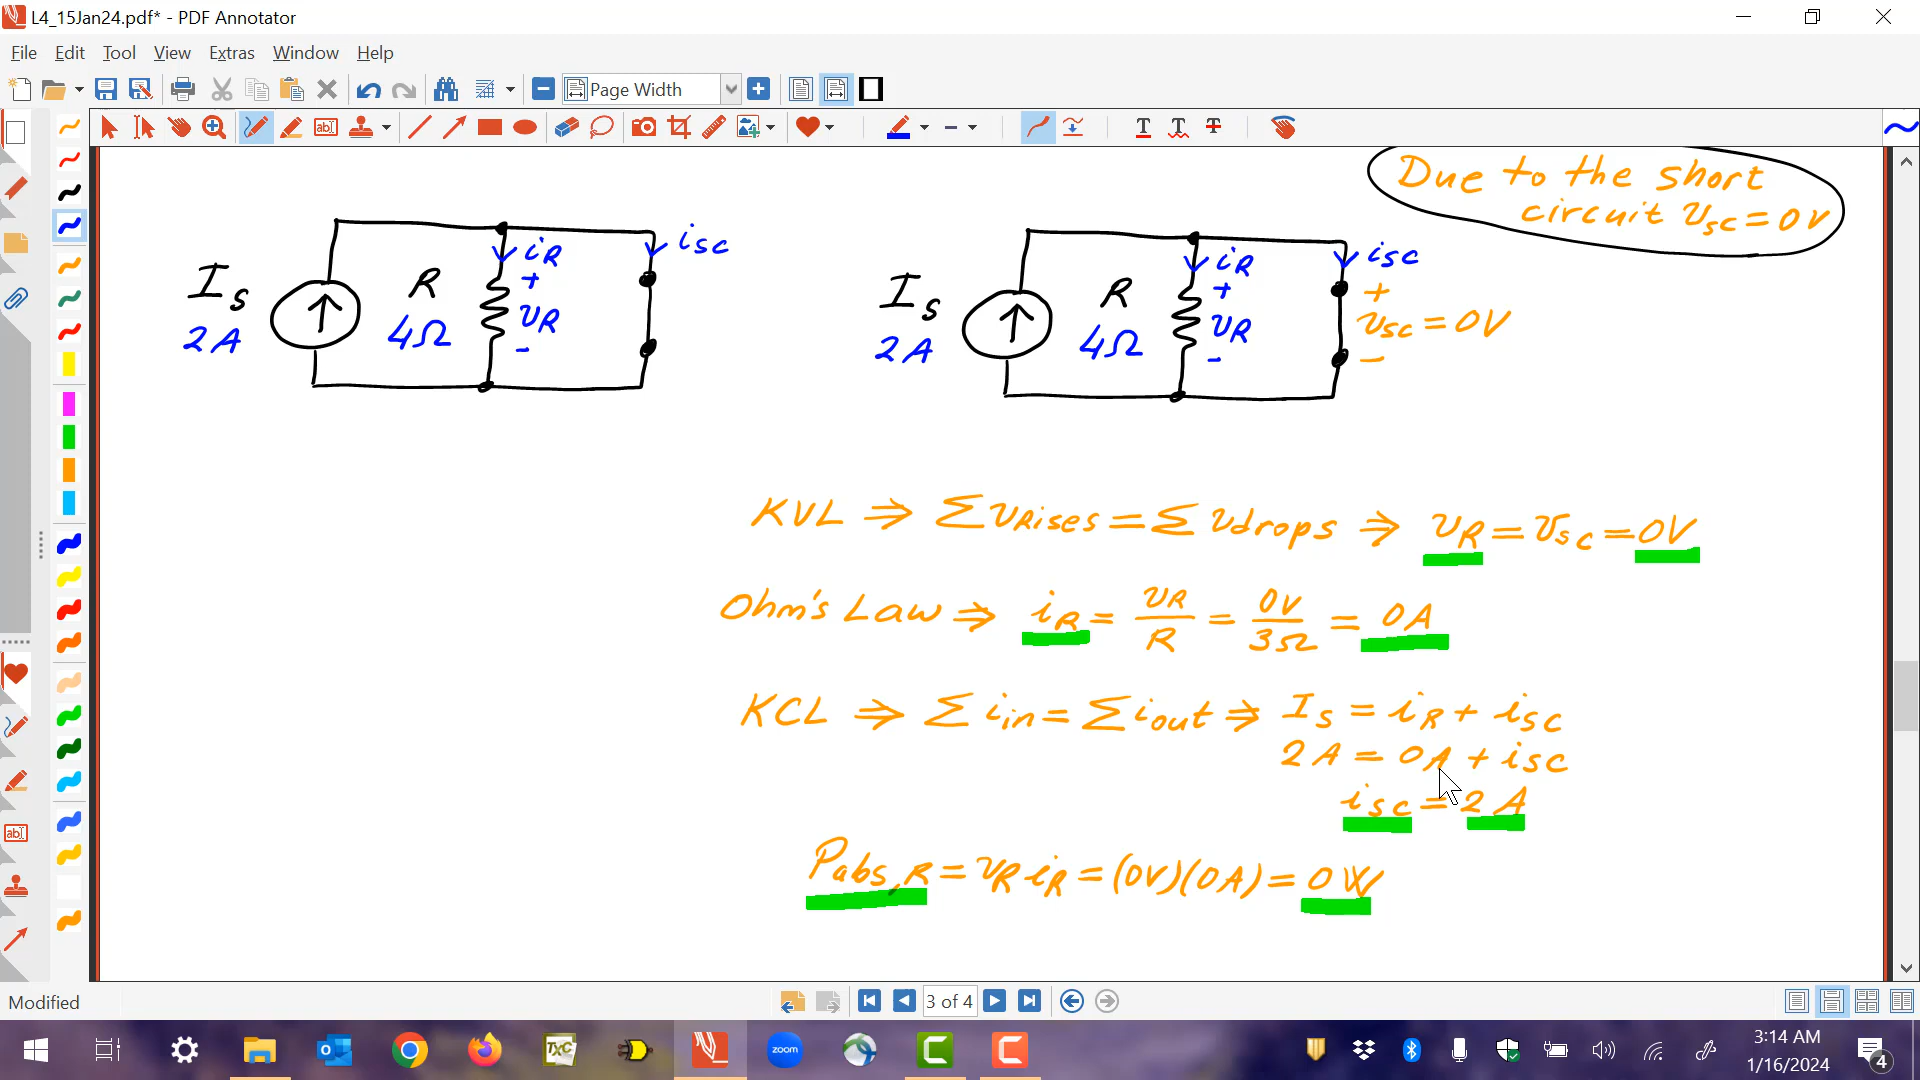 L4_15Jan24.pdf* - PDF Annotator
File Edit Tool View Extras Window Help
Page Width
Due to the short
circuit vsc = 0V
Is
2A
R
4Ω
iR
+
vR
-
isc
Is
2A
R
4Ω
iR
+
vR
-
isc
+
vsc = 0V
-
KVL ⇒ Σ vRises = Σ vdrops ⇒ vR = vsc = 0V
Ohm's Law ⇒ iR = vR/R = 0V/3Ω = 0A
KCL ⇒ Σ iin = Σ iout ⇒ Is = iR + isc
2A = 0A + isc
isc = 2A
Pabs,R = vR iR = (0V)(0A) = 0W
Modified
3 of 4
TXC
zoom
3:14 AM
1/16/2024
4